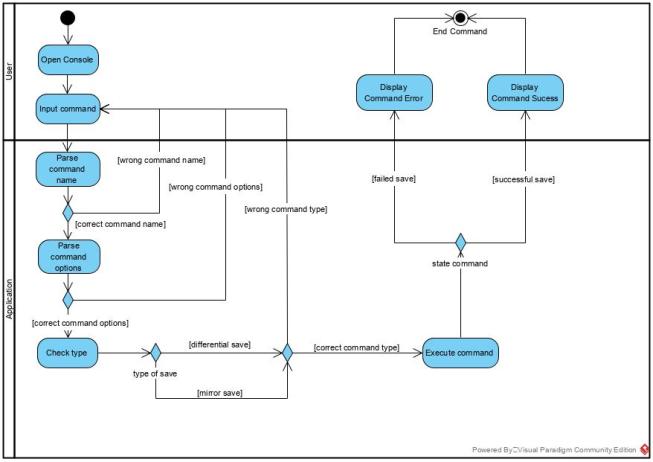 User
Open Console
Input command
End Command
Display
Command Error
Display
Command Sucess
Application
Parse
command
name
[wrong command name]
[wrong command options]
[wrong command type]
[failed save]
[successful save]
[correct command name]
Parse
command
options
state command
[correct command options]
Check type
type of save
[differential save]
[mirror save]
[correct command type]
Execute command
Powered By Visual Paradigm Community Edition